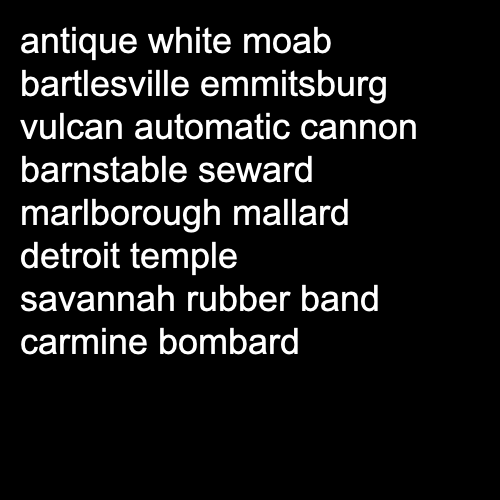 antique white moab
bartlesville emmitsburg
vulcan automatic cannon
barnstable seward
marlborough mallard
detroit temple
savannah rubber band
carmine bombard